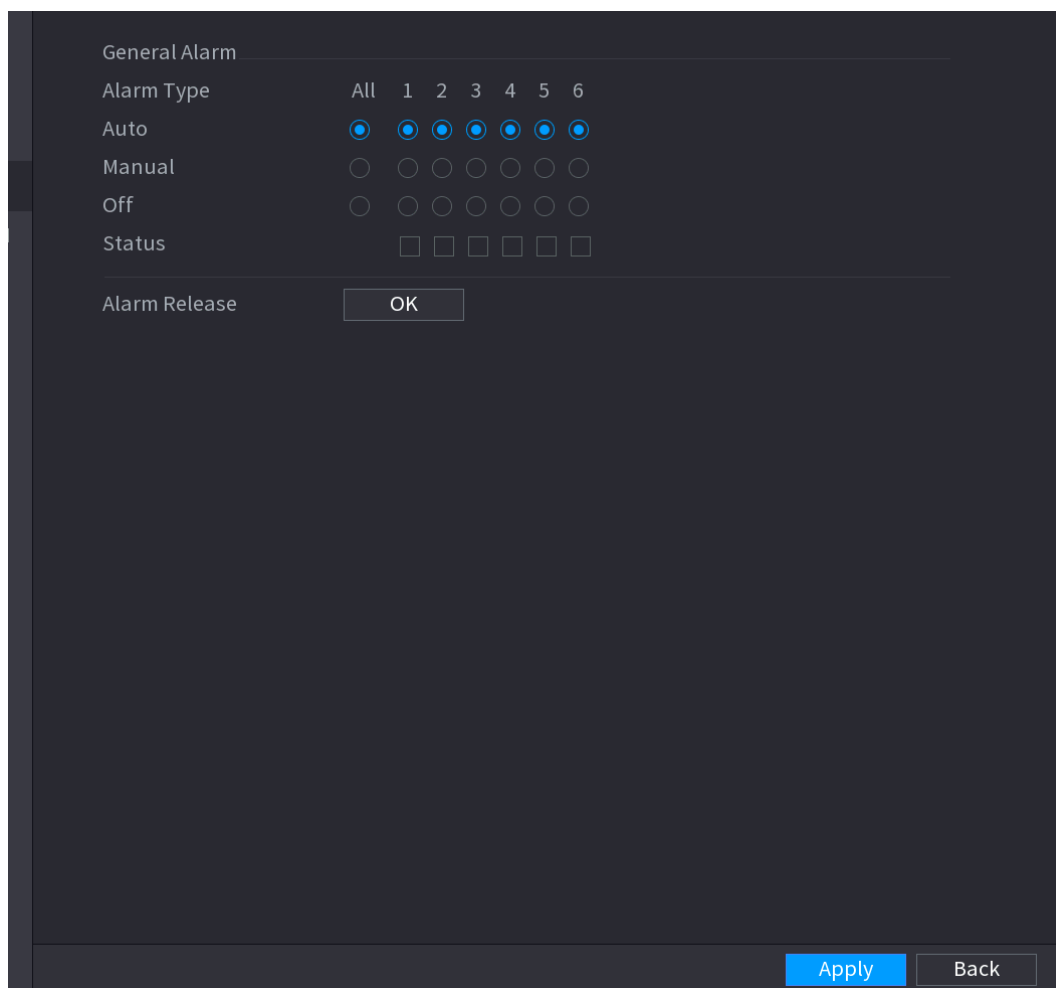 General Alarm
Alarm Type All 1 2 3 4 5 6
Auto
Manual
Off
Status
Alarm Release OK
Apply Back